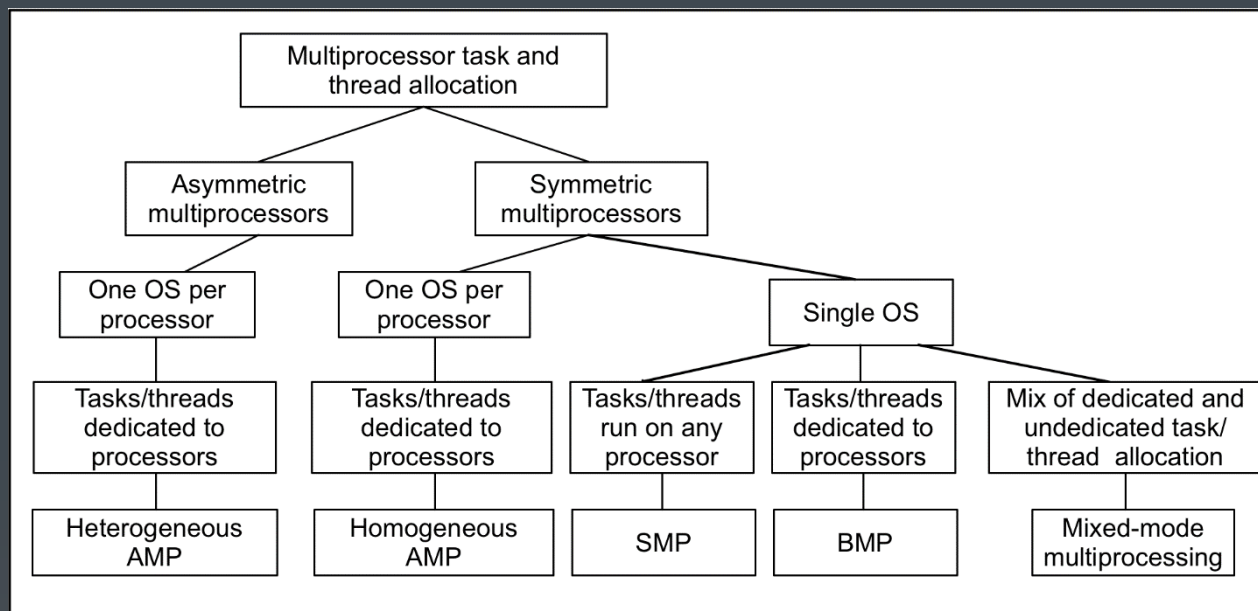 Multiprocessor task and
thread allocation
Asymmetric
multiprocessors
Symmetric
multiprocessors
One OS per
processor
One OS per
processor
Single OS
Tasks/threads
dedicated to
processors
Tasks/threads
dedicated to
processors
Tasks/threads
run on any
processor
Tasks/threads
dedicated to
processors
Mix of dedicated and
undedicated task/
thread allocation
Heterogeneous
AMP
Homogeneous
AMP
SMP
BMP
Mixed-mode
multiprocessing